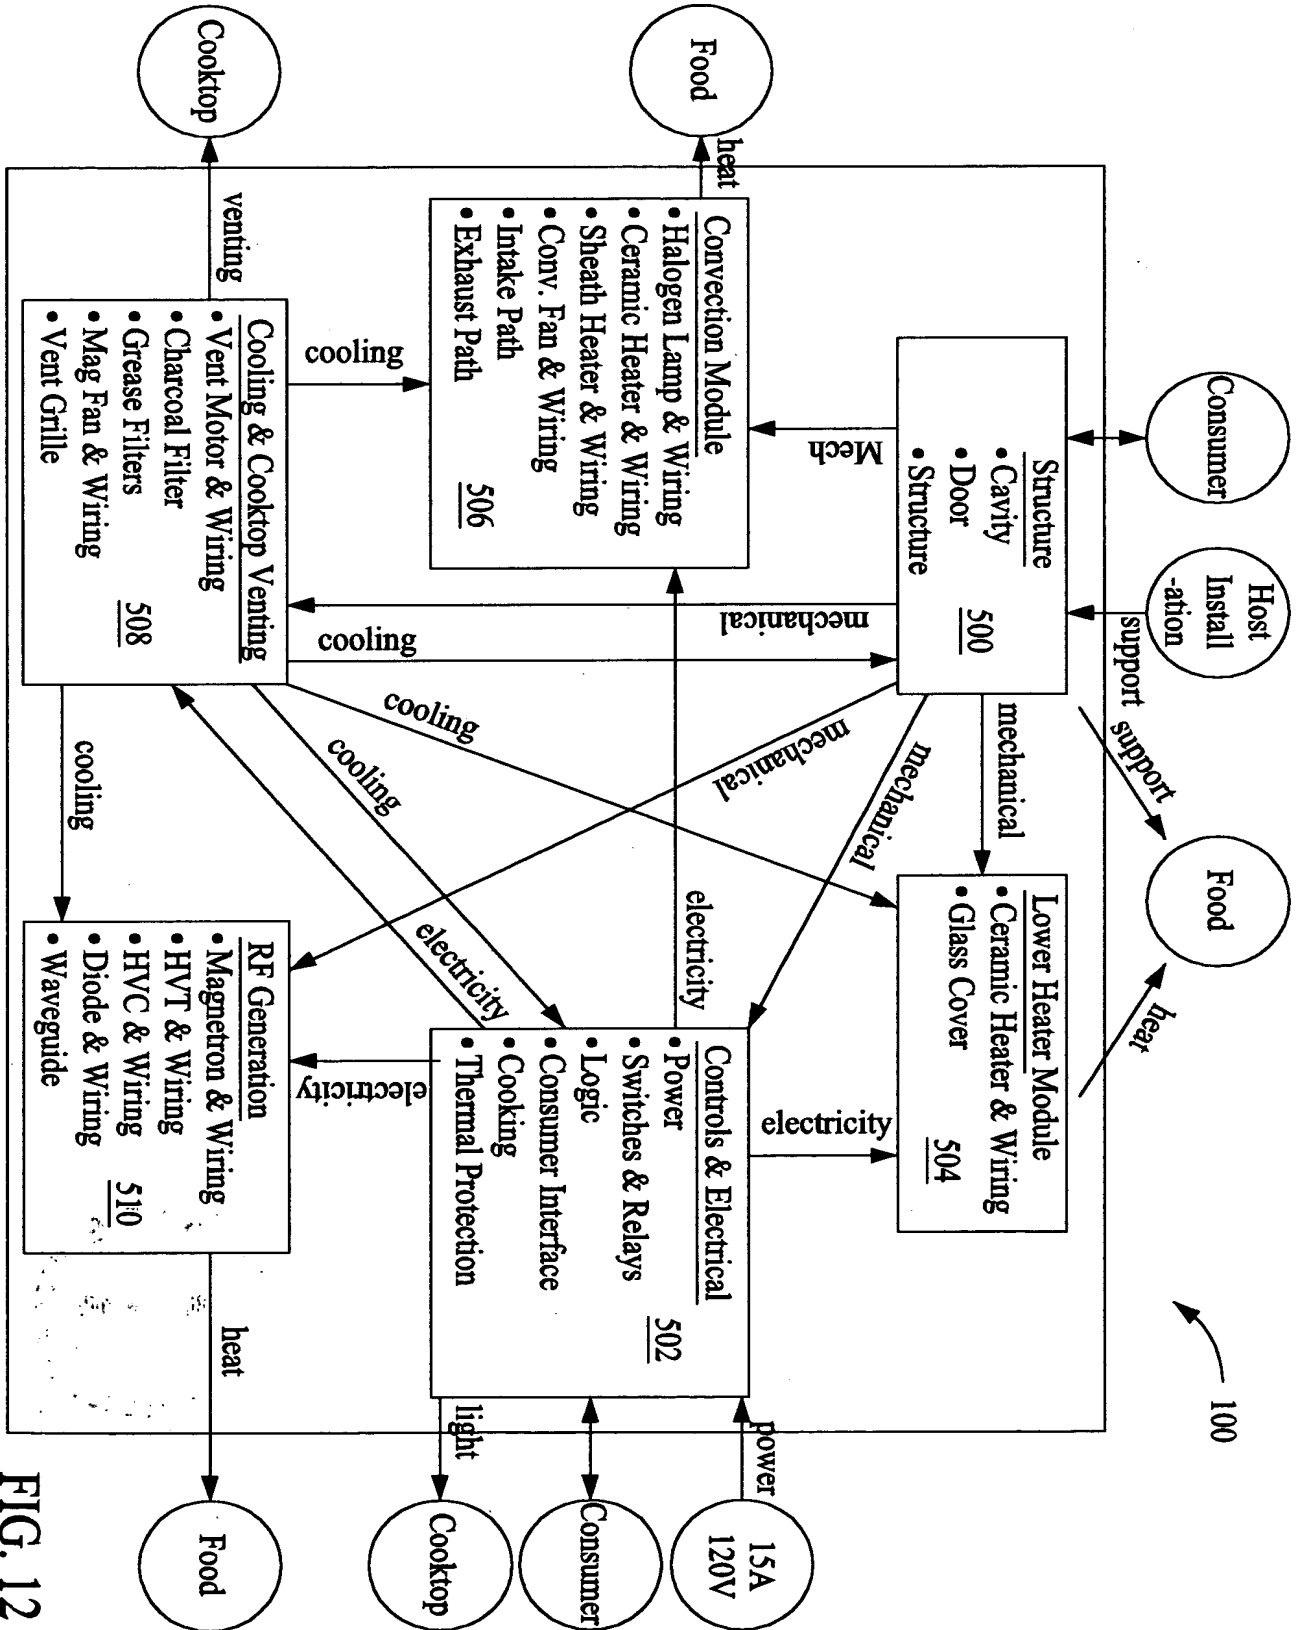 100
Consumer
Host
Install
-ation
support
support
Food
heat
Structure
• Cavity
• Door
• Structure
500
mechanical
Lower Heater Module
• Ceramic Heater & Wiring
• Glass Cover
504
Mech
mechanical
mechanical
mechanical
electricity
Food
heat
Convection Module
• Halogen Lamp & Wiring
• Ceramic Heater & Wiring
• Sheath Heater & Wiring
• Conv. Fan & Wiring
• Intake Path
• Exhaust Path
506
electricity
Controls & Electrical
• Power
• Switches & Relays
• Logic
• Consumer Interface
• Cooking
• Thermal Protection
502
power
15A
120V
Consumer
light
Cooktop
cooling
cooling
cooling
cooling
electricity
electricity
Cooktop
venting
Cooling & Cooktop Venting
• Vent Motor & Wiring
• Charcoal Filter
• Grease Filters
• Mag Fan & Wiring
• Vent Grille
508
cooling
RF Generation
• Magnetron & Wiring
• HVT & Wiring
• HVC & Wiring
• Diode & Wiring
• Waveguide
510
heat
Food
FIG. 12